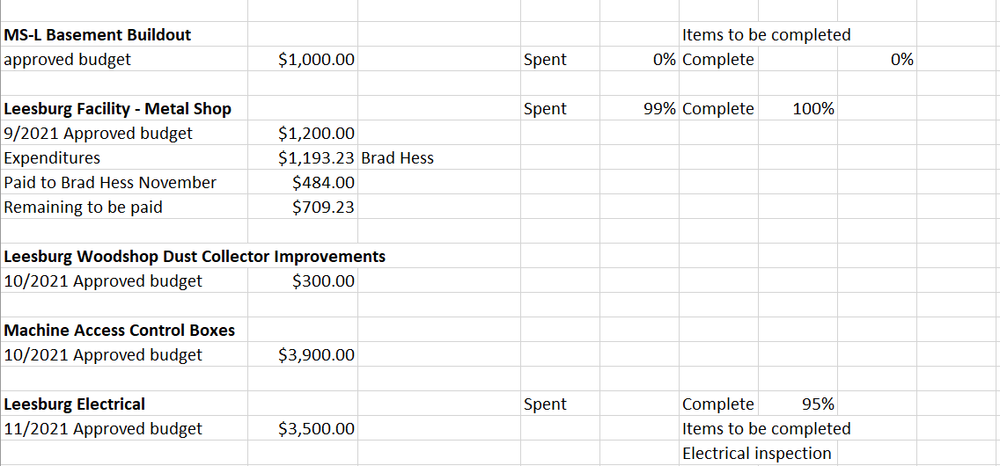 MS-L Basement Buildout Items to be completed
approved budget $1,000.00 Spent 0% Complete 0%
Leesburg Facility - Metal Shop Spent 99% Complete 100%
9/2021 Approved budget $1,200.00
Expenditures $1,193.23 Brad Hess
Paid to Brad Hess November $484.00
Remaining to be paid $709.23
Leesburg Woodshop Dust Collector Improvements
10/2021 Approved budget $300.00
Machine Access Control Boxes
10/2021 Approved budget $3,900.00
Leesburg Electrical Spent Complete 95%
11/2021 Approved budget $3,500.00 Items to be completed
Electrical inspection